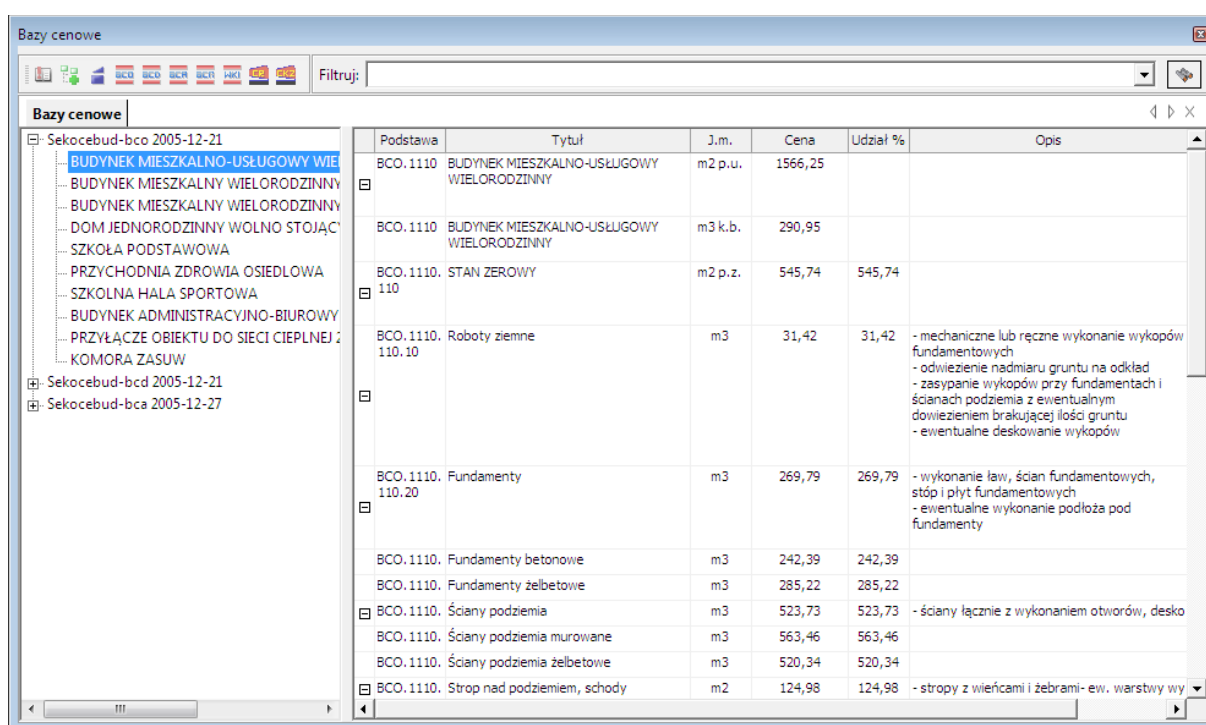 Bazy cenowe
BCO BCD BCA BCП WKI Filtruj:
Bazy cenowe
Sekocebud-bco 2005-12-21
BUDYNEK MIESZKALNO-USŁUGOWY WIE
BUDYNEK MIESZKALNY WIELORODZINNY
BUDYNEK MIESZKALNY WIELORODZINNY
DOM JEDNORODZINNY WOLNO STOJĄC
SZKOŁA PODSTAWOWA
PRZYCHODNIA ZDROWIA OSIEDLOWA
SZKOLNA HALA SPORTOWA
BUDYNEK ADMINISTRACYJNO-BIUROWY
PRZYŁĄCZE OBIEKTU DO SIECI CIEPLNEJ 2
KOMORA ZASUW
Sekocebud-bcd 2005-12-21
Sekocebud-bca 2005-12-27
Podstawa Tytuł J.m. Cena Udział % Opis
BCO.1110 BUDYNEK MIESZKALNO-USŁUGOWY m2 p.u. 1566,25
WIELORODZINNY
BCO.1110 BUDYNEK MIESZKALNO-USŁUGOWY m3 k.b. 290,95
WIELORODZINNY
BCO.1110. STAN ZEROWY m2 p.z. 545,74 545,74
110
BCO.1110. Roboty ziemne m3 31,42 31,42 - mechaniczne lub ręczne wykonanie wykopów
110.10 fundamentowych
- odwiezienie nadmiaru gruntu na odkład
- zasypanie wykopów przy fundamentach i
ścianach podziemia z ewentualnym
dowiezieniem brakującej ilości gruntu
- ewentualne deskowanie wykopów
BCO.1110. Fundamenty m3 269,79 269,79 - wykonanie ław, ścian fundamentowych,
110.20 stóp i płyt fundamentowych
- ewentualne wykonanie podłoża pod
fundamenty
BCO.1110. Fundamenty betonowe m3 242,39 242,39
BCO.1110. Fundamenty żelbetowe m3 285,22 285,22
BCO.1110. Ściany podziemia m3 523,73 523,73 - ściany łącznie z wykonaniem otworów, desko
BCO.1110. Ściany podziemia murowane m3 563,46 563,46
BCO.1110. Ściany podziemia żelbetowe m3 520,34 520,34
BCO.1110. Strop nad podziemiem, schody m2 124,98 124,98 - stropy z wieńcami i żebrami- ew. warstwy wy